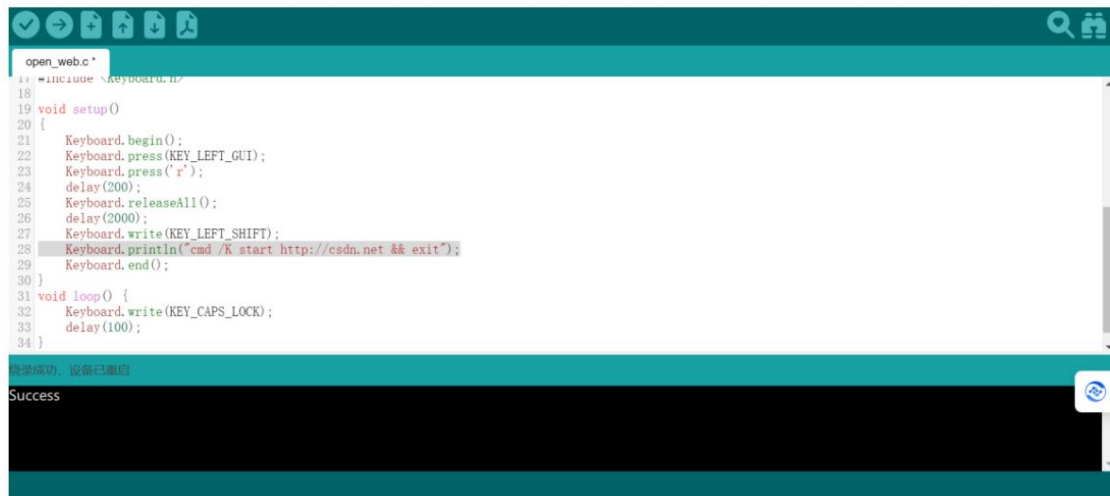 open_web.c *
17 #include <Keyboard.h>
18
19 void setup()
20 {
21     Keyboard.begin();
22     Keyboard.press(KEY_LEFT_GUI);
23     Keyboard.press('r');
24     delay(200);
25     Keyboard.releaseAll();
26     delay(2000);
27     Keyboard.write(KEY_LEFT_SHIFT);
28     Keyboard.println("cmd /K start http://csdn.net && exit");
29     Keyboard.end();
30 }
31 void loop() {
32     Keyboard.write(KEY_CAPS_LOCK);
33     delay(100);
34 }
烧录成功，设备已重启
Success